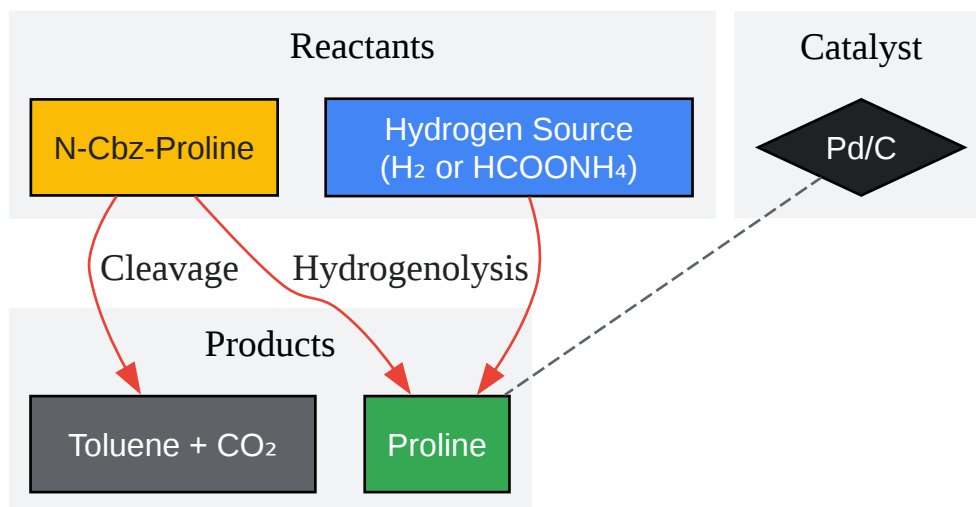 Reactants
Catalyst
N-Cbz-Proline
Hydrogen Source
(H₂ or HCOONH₄)
Pd/C
Cleavage
Hydrogenolysis
Products
Toluene + CO₂
Proline